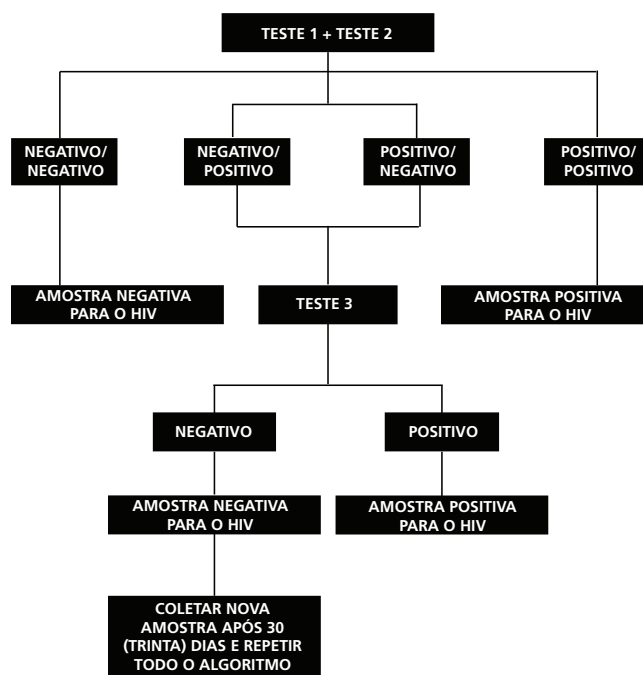 TESTE 1 + TESTE 2
NEGATIVO/
NEGATIVO
NEGATIVO/
POSITIVO
POSITIVO/
NEGATIVO
POSITIVO/
POSITIVO
AMOSTRA NEGATIVA
PARA O HIV
TESTE 3
AMOSTRA POSITIVA
PARA O HIV
NEGATIVO
POSITIVO
AMOSTRA NEGATIVA
PARA O HIV
AMOSTRA POSITIVA
PARA O HIV
COLETAR NOVA
AMOSTRA APÓS 30
(TRINTA) DIAS E REPETIR
TODO O ALGORITMO